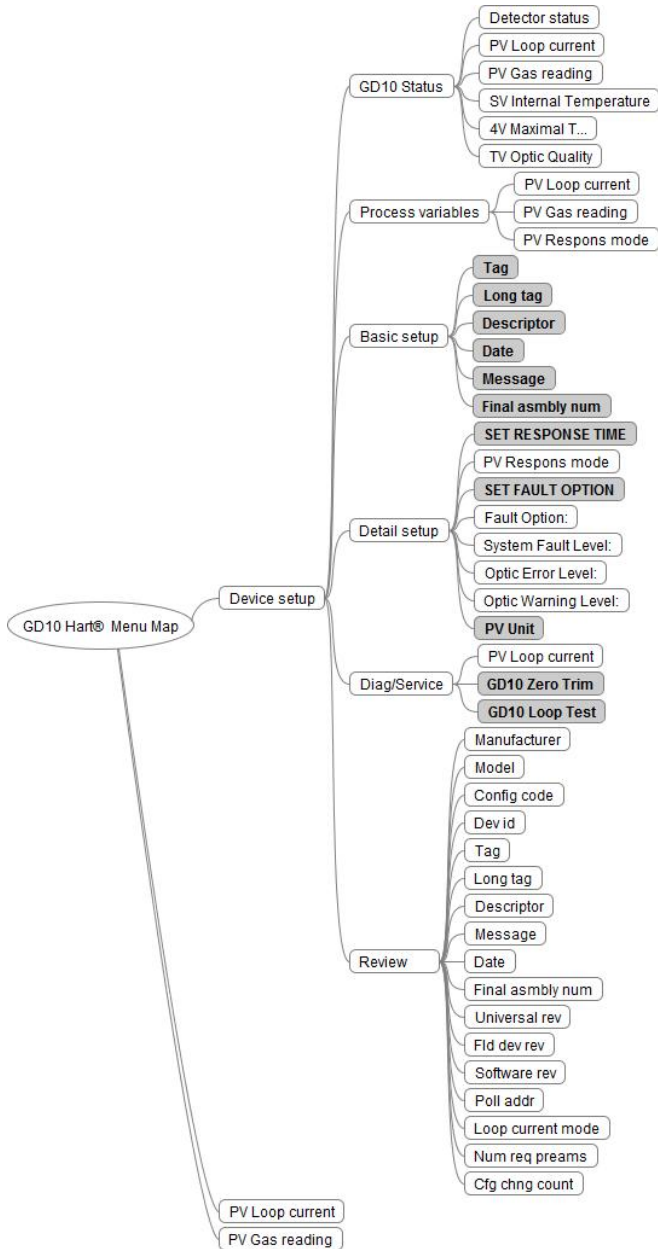 Detector status
PV Loop current
PV Gas reading
GD10 Status
SV Internal Temperature
4V Maximal T...
TV Optic Quality
PV Loop current
Process variables
PV Gas reading
PV Respons mode
Tag
Long tag
Descriptor
Basic setup
Date
Message
Final asmbly num
SET RESPONSE TIME
PV Respons mode
SET FAULT OPTION
Fault Option:
Detail setup
System Fault Level:
Optic Error Level:
Optic Warning Level:
Device setup
GD10 Hart® Menu Map
PV Unit
PV Loop current
Diag/Service
GD10 Zero Trim
GD10 Loop Test
Manufacturer
Model
Config code
Dev id
Tag
Long tag
Descriptor
Message
Review
Date
Final asmbly num
Universal rev
Fld dev rev
Software rev
Poll addr
Loop current mode
Num req preams
Cfg chng count
PV Loop current
PV Gas reading